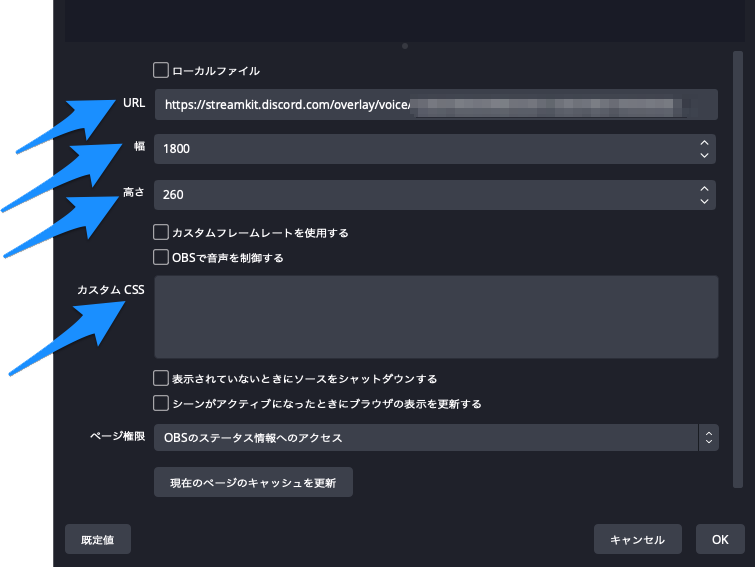 ローカルファイル
URL https://streamkit.discord.com/overlay/voice/
幅 1800
高さ 260
カスタムフレームレートを使用する
OBSで音声を制御する
カスタム CSS
表示されていないときにソースをシャットダウンする
シーンがアクティブになったときにブラウザの表示を更新する
ページ権限 OBSのステータス情報へのアクセス
現在のページのキャッシュを更新
既定値 キャンセル OK